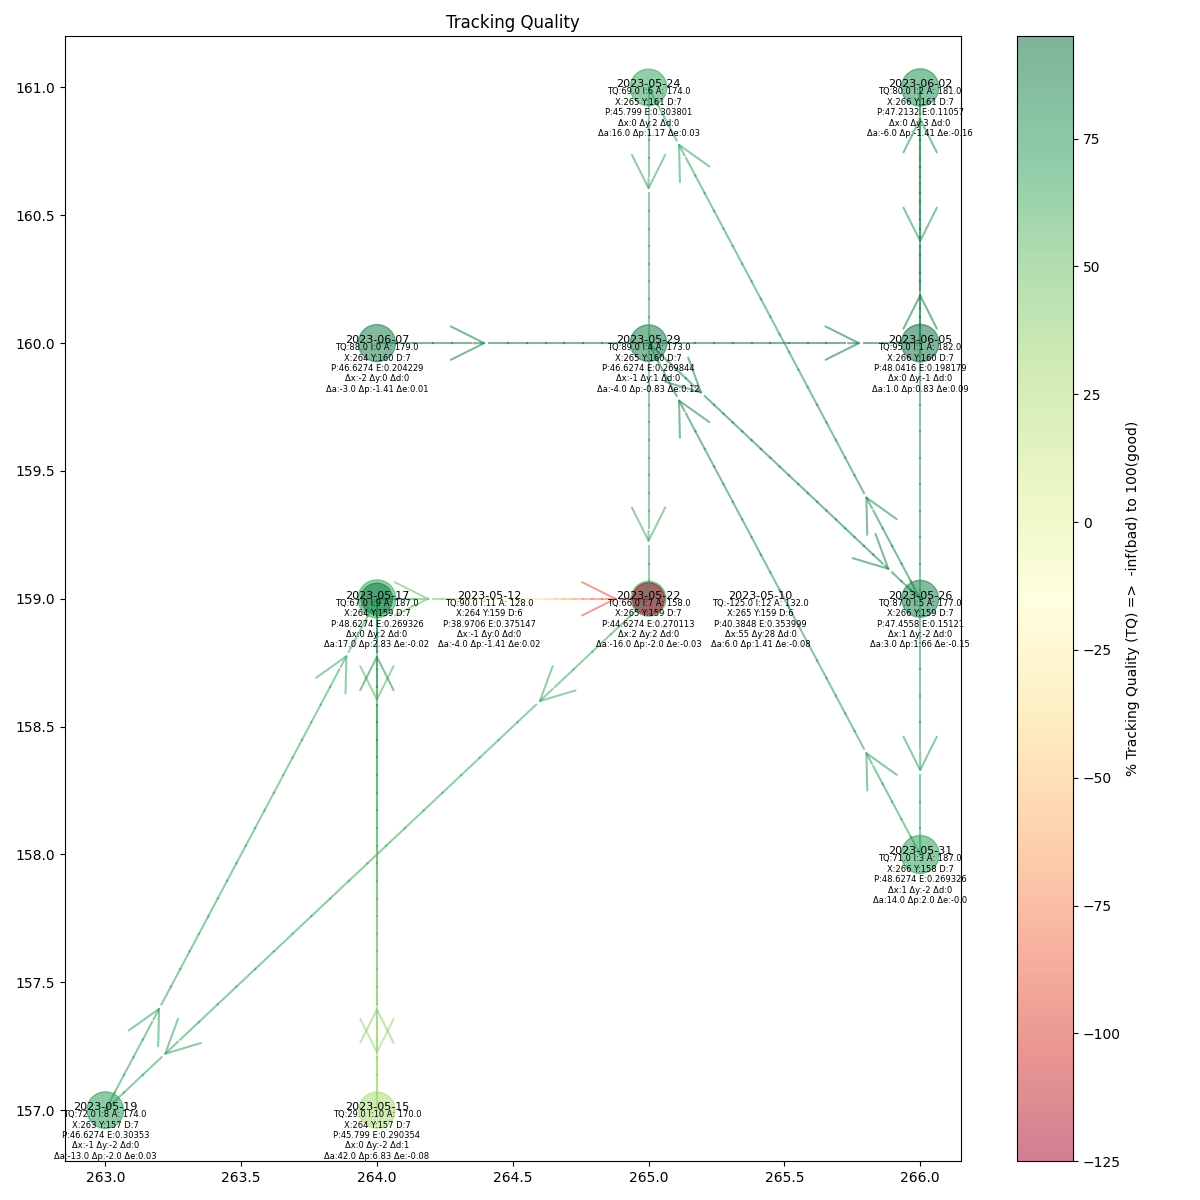 Tracking Quality
161.0
160.5
160.0
159.5
159.0
158.5
158.0
157.5
157.0
2023-05-24
TQ:69.0 I:6 A: 174.0
X:265 Y:161 D:7
P:45.799 E:0.303801
Δx:0 Δy:2 Δd:0
Δa:16.0 Δp:1.17 Δe:0.03
2023-06-02
TQ:80.0 I:2 A: 181.0
X:266 Y:161 D:7
P:47.2132 E:0.11057
Δx:0 Δy:3 Δd:0
Δa:-6.0 Δp:-1.41 Δe:-0.16
2023-06-07
TQ:88.0 I:0 A: 179.0
X:264 Y:160 D:7
P:46.6274 E:0.204229
Δx:-2 Δy:0 Δd:0
Δa:-3.0 Δp:-1.41 Δe:0.01
2023-05-29
TQ:89.0 I:4 A: 173.0
X:265 Y:160 D:7
P:46.6274 E:0.269844
Δx:-1 Δy:1 Δd:0
Δa:-4.0 Δp:-0.83 Δe:0.12
2023-06-05
TQ:95.0 I:1 A: 182.0
X:266 Y:160 D:7
P:48.0416 E:0.198179
Δx:0 Δy:-1 Δd:0
Δa:1.0 Δp:0.83 Δe:0.09
2023-05-17
TQ:67.0 I:9 A: 187.0
X:264 Y:159 D:7
P:48.6274 E:0.269326
Δx:0 Δy:2 Δd:0
Δa:17.0 Δp:2.83 Δe:-0.02
2023-05-12
TQ:90.0 I:11 A: 128.0
X:264 Y:159 D:6
P:38.9706 E:0.375147
Δx:-1 Δy:0 Δd:0
Δa:-4.0 Δp:-1.41 Δe:0.02
2023-05-22
TQ:66.0 I:7 A: 158.0
X:265 Y:159 D:7
P:44.6274 E:0.270113
Δx:2 Δy:2 Δd:0
Δa:-16.0 Δp:-2.0 Δe:-0.03
2023-05-10
TQ:-125.0 I:12 A: 132.0
X:265 Y:159 D:6
P:40.3848 E:0.353999
Δx:55 Δy:28 Δd:0
Δa:6.0 Δp:1.41 Δe:-0.08
2023-05-26
TQ:87.0 I:5 A: 177.0
X:266 Y:159 D:7
P:47.4558 E:0.15121
Δx:1 Δy:-2 Δd:0
Δa:3.0 Δp:1.66 Δe:-0.15
2023-05-31
TQ:71.0 I:3 A: 187.0
X:266 Y:158 D:7
P:48.6274 E:0.269326
Δx:1 Δy:-2 Δd:0
Δa:14.0 Δp:2.0 Δe:-0.0
2023-05-19
TQ:72.0 I:8 A: 174.0
X:263 Y:157 D:7
P:46.6274 E:0.30353
Δx:-1 Δy:-2 Δd:0
Δa:-13.0 Δp:-2.0 Δe:0.03
2023-05-15
TQ:29.0 I:10 A: 170.0
X:264 Y:157 D:7
P:45.799 E:0.290354
Δx:0 Δy:-2 Δd:1
Δa:42.0 Δp:6.83 Δe:-0.08
263.0
263.5
264.0
264.5
265.0
265.5
266.0
75
50
25
0
−25
−50
−75
−100
−125
% Tracking Quality (TQ) => -inf(bad) to 100(good)